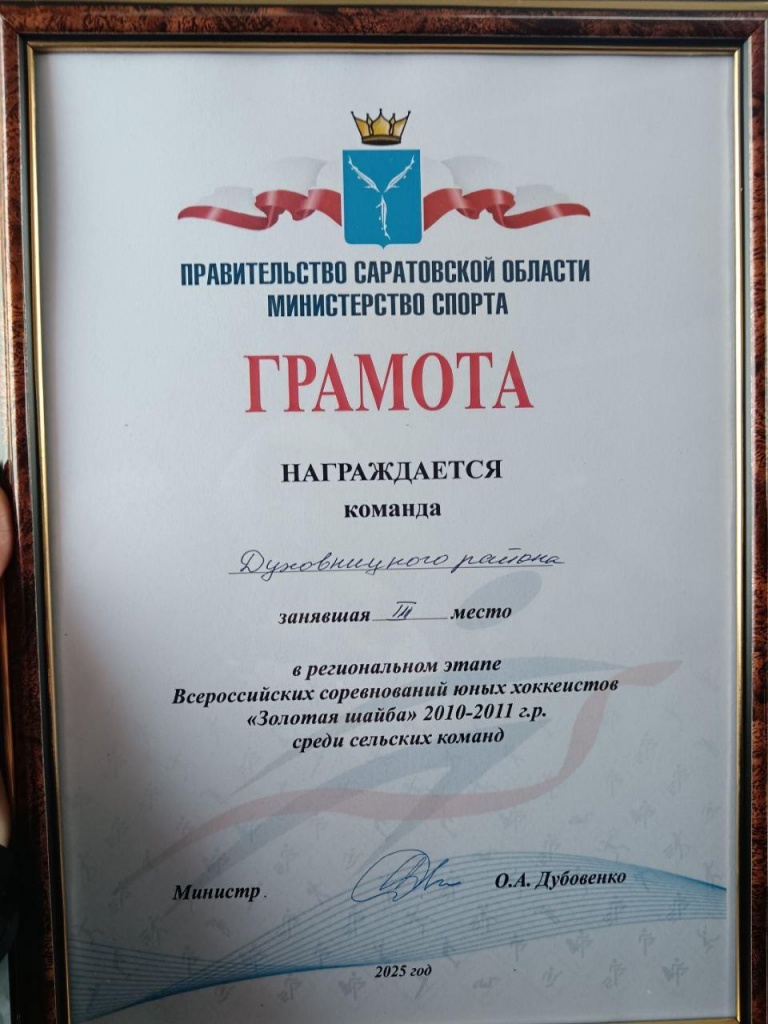 ПРАВИТЕЛЬСТВО САРАТОВСКОЙ ОБЛАСТИ
МИНИСТЕРСТВО СПОРТА
ГРАМОТА
НАГРАЖДАЕТСЯ
команда
Духовницкого района
занявшая III место
в региональном этапе
Всероссийских соревнований юных хоккеистов
«Золотая шайба» 2010-2011 г.р.
среди сельских команд
Министр О.А. Дубовенко
2025 год